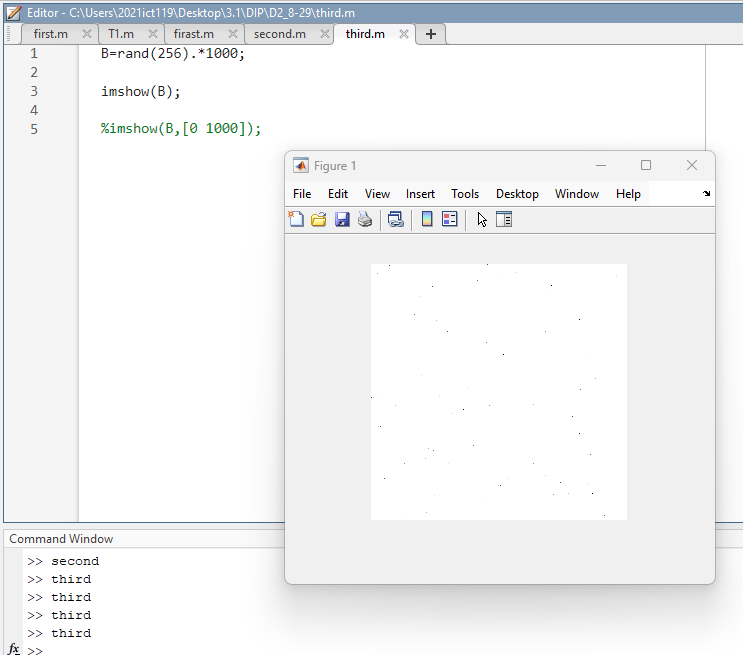 Editor - C:\Users\2021ict119\Desktop\3.1\DIP\D2_8-29\third.m
first.m T1.m firast.m second.m third.m
1 B=rand(256).*1000;
2
3 imshow(B);
4
5 %imshow(B,[0 1000]);
Figure 1
File Edit View Insert Tools Desktop Window Help
Command Window
>> second
>> third
>> third
>> third
>> third
fx >>